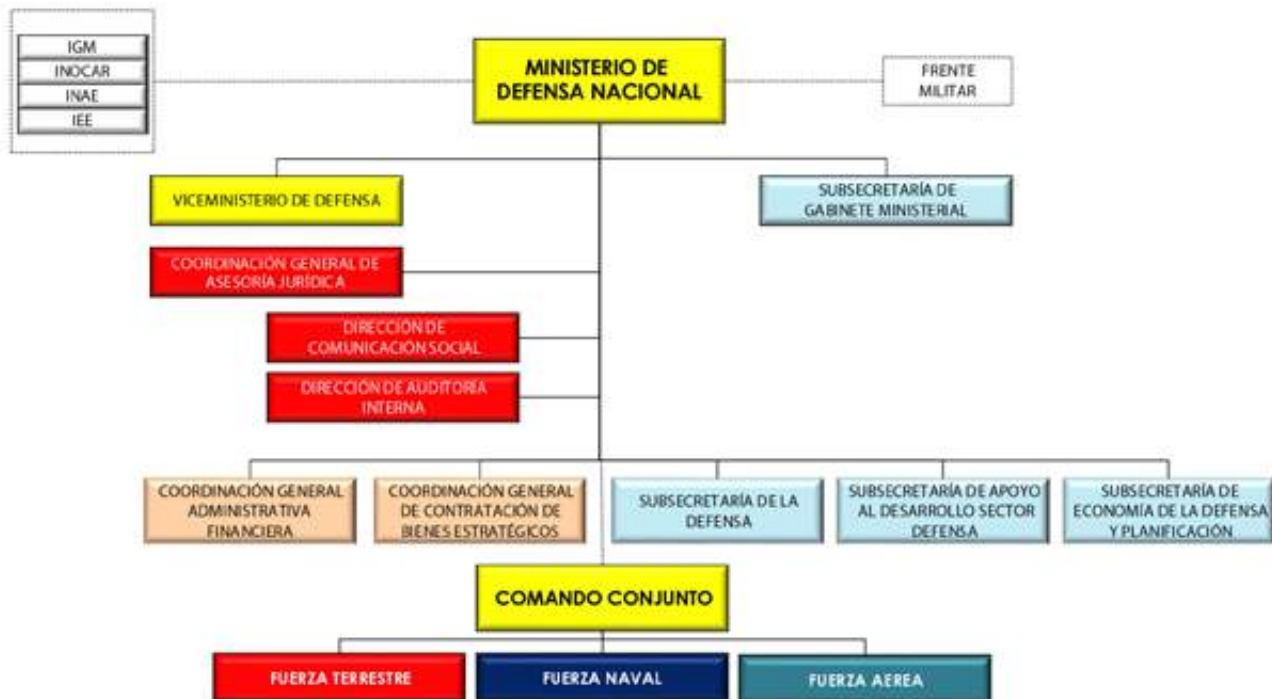 IGM
INOCAR
INAE
IEE
MINISTERIO DE
DEFENSA NACIONAL
FRENTE
MILITAR
VICEMINISTERIO DE DEFENSA
SUBSECRETARÍA DE
GABINETE MINISTERIAL
COORDINACIÓN GENERAL DE
ASESORÍA JURÍDICA
DIRECCIÓN DE
COMUNICACIÓN SOCIAL
DIRECCIÓN DE AUDITORÍA
INTERNA
COORDINACIÓN GENERAL
ADMINISTRATIVA
FINANCIERA
COORDINACIÓN GENERAL
DE CONTRATACIÓN DE
BIENES ESTRATÉGICOS
SUBSECRETARÍA DE LA
DEFENSA
SUBSECRETARÍA DE APOYO
AL DESARROLLO SECTOR
DEFENSA
SUBSECRETARÍA DE
ECONOMÍA DE LA DEFENSA
Y PLANIFICACIÓN
COMANDO CONJUNTO
FUERZA TERRESTRE
FUERZA NAVAL
FUERZA AEREA